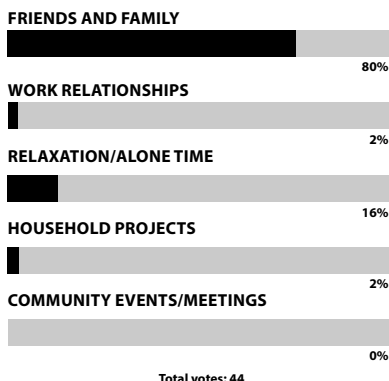 FRIENDS AND FAMILY
80%
WORK RELATIONSHIPS
2%
RELAXATION/ALONE TIME
16%
HOUSEHOLD PROJECTS
2%
COMMUNITY EVENTS/MEETINGS
0%
Total votes: 44